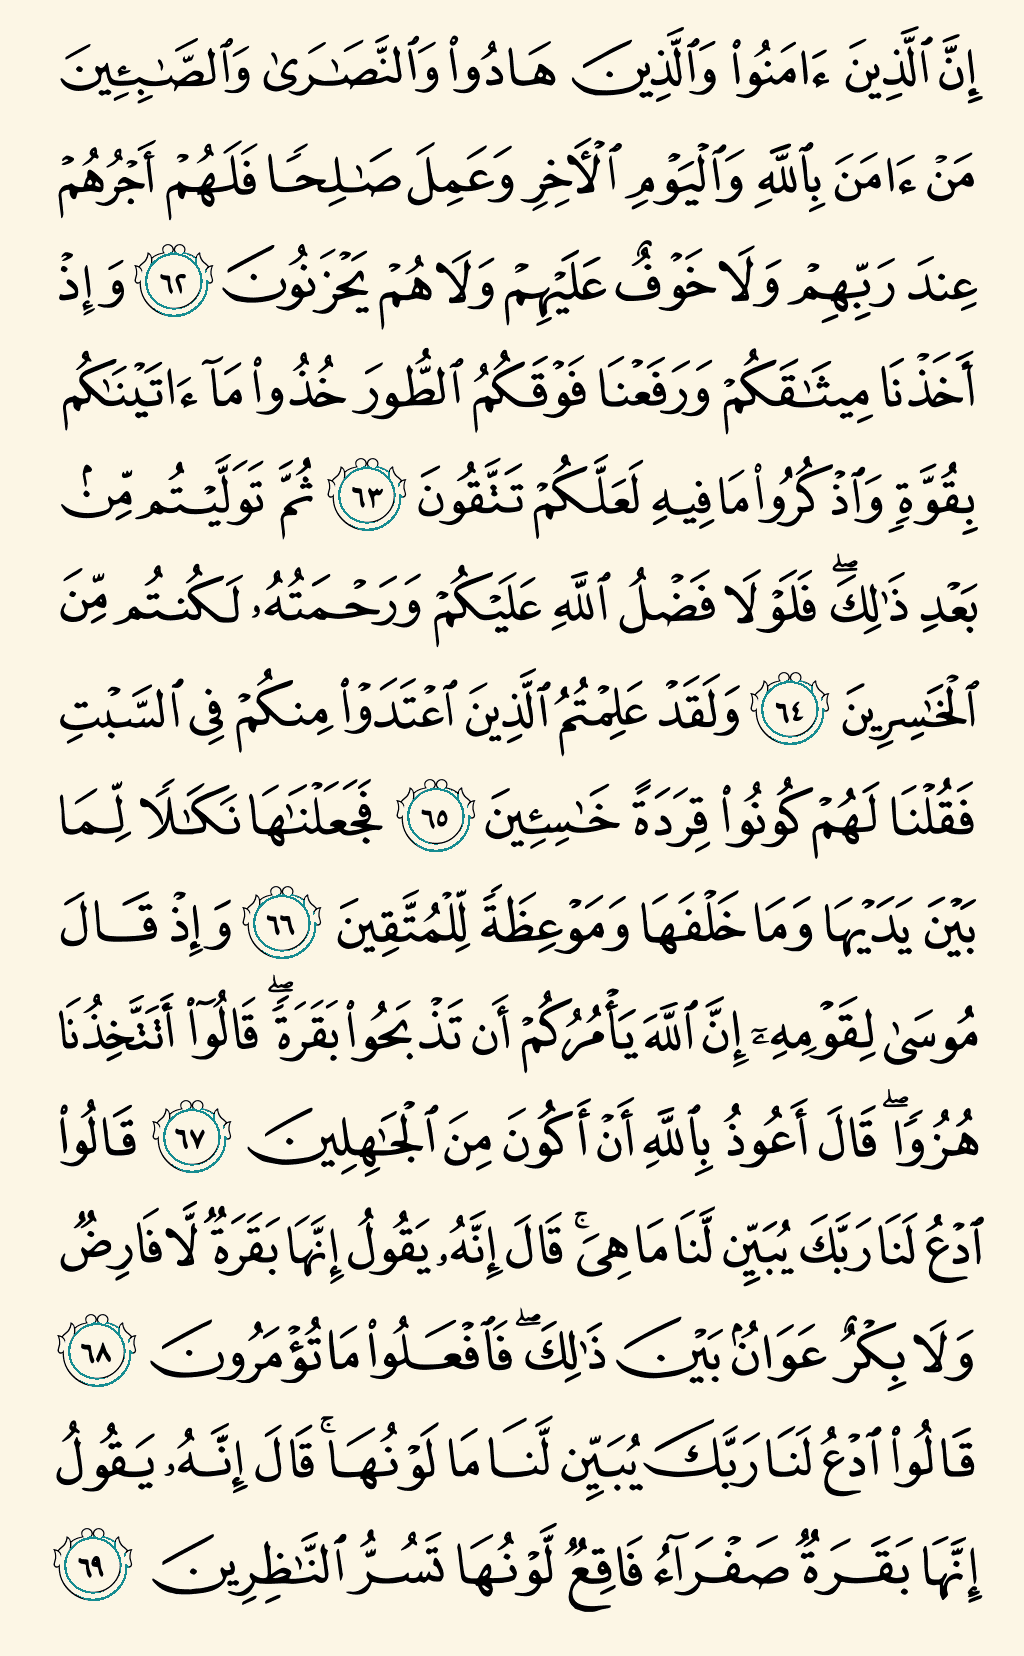 إِنَّ ٱلَّذِينَ ءَامَنُوا۟ وَٱلَّذِينَ هَادُوا۟ وَٱلنَّصَـٰرَىٰ وَٱلصَّـٰبِـِٔينَ
مَنْ ءَامَنَ بِٱللَّهِ وَٱلْيَوْمِ ٱلْـَٔاخِرِ وَعَمِلَ صَـٰلِحًا فَلَهُمْ أَجْرُهُمْ
عِندَ رَبِّهِمْ وَلَا خَوْفٌ عَلَيْهِمْ وَلَا هُمْ يَحْزَنُونَ ٦٢ وَإِذْ
أَخَذْنَا مِيثَـٰقَكُمْ وَرَفَعْنَا فَوْقَكُمُ ٱلطُّورَ خُذُوا۟ مَآ ءَاتَيْنَـٰكُم
بِقُوَّةٍ وَٱذْكُرُوا۟ مَا فِيهِ لَعَلَّكُمْ تَتَّقُونَ ٦٣ ثُمَّ تَوَلَّيْتُم مِّنۢ
بَعْدِ ذَٰلِكَ ۖ فَلَوْلَا فَضْلُ ٱللَّهِ عَلَيْكُمْ وَرَحْمَتُهُۥ لَكُنتُم مِّنَ
ٱلْخَـٰسِرِينَ ٦٤ وَلَقَدْ عَلِمْتُمُ ٱلَّذِينَ ٱعْتَدَوْا۟ مِنكُمْ فِى ٱلسَّبْتِ
فَقُلْنَا لَهُمْ كُونُوا۟ قِرَدَةً خَـٰسِـِٔينَ ٦٥ فَجَعَلْنَـٰهَا نَكَـٰلًا لِّمَا
بَيْنَ يَدَيْهَا وَمَا خَلْفَهَا وَمَوْعِظَةً لِّلْمُتَّقِينَ ٦٦ وَإِذْ قَالَ
مُوسَىٰ لِقَوْمِهِۦٓ إِنَّ ٱللَّهَ يَأْمُرُكُمْ أَن تَذْبَحُوا۟ بَقَرَةً ۖ قَالُوٓا۟ أَتَتَّخِذُنَا
هُزُوًا ۖ قَالَ أَعُوذُ بِٱللَّهِ أَنْ أَكُونَ مِنَ ٱلْجَـٰهِلِينَ ٦٧ قَالُوا۟
ٱدْعُ لَنَا رَبَّكَ يُبَيِّن لَّنَا مَا هِىَ ۚ قَالَ إِنَّهُۥ يَقُولُ إِنَّهَا بَقَرَةٌ لَّا فَارِضٌ
وَلَا بِكْرٌ عَوَانٌۢ بَيْنَ ذَٰلِكَ ۖ فَٱفْعَلُوا۟ مَا تُؤْمَرُونَ ٦٨
قَالُوا۟ ٱدْعُ لَنَا رَبَّكَ يُبَيِّن لَّنَا مَا لَوْنُهَا ۚ قَالَ إِنَّهُۥ يَقُولُ
إِنَّهَا بَقَرَةٌ صَفْرَآءُ فَاقِعٌ لَّوْنُهَا تَسُرُّ ٱلنَّـٰظِرِينَ ٦٩